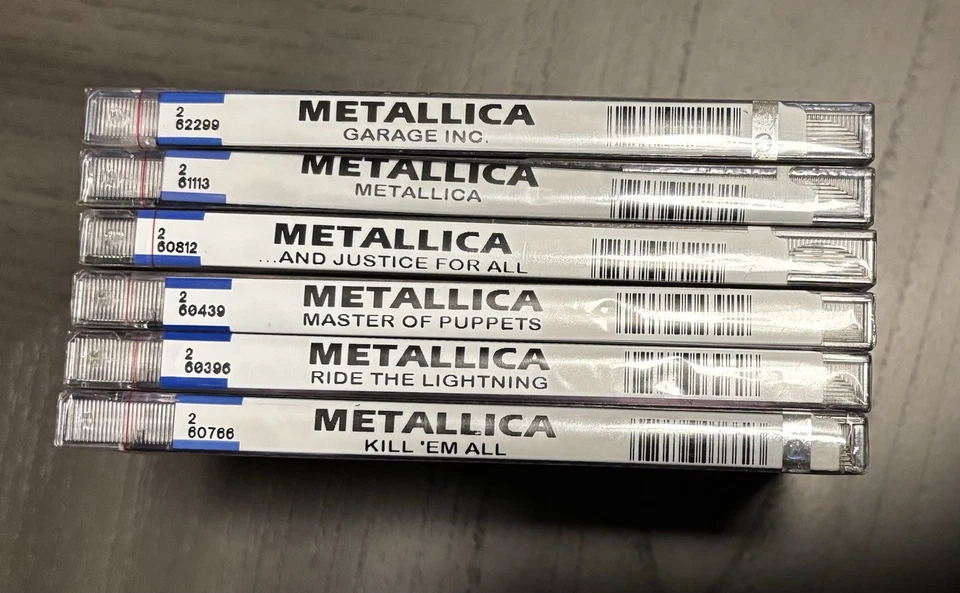 2
62299
METALLICA
GARAGE INC.
2
61113
METALLICA
METALLICA
2
60812
METALLICA
...AND JUSTICE FOR ALL
2
60439
METALLICA
MASTER OF PUPPETS
2
60396
METALLICA
RIDE THE LIGHTNING
2
60766
METALLICA
KILL 'EM ALL